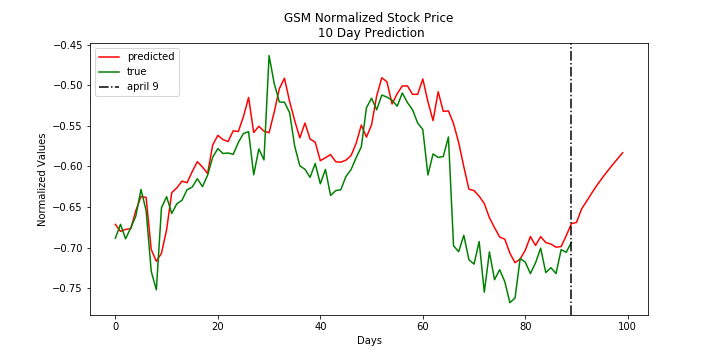 GSM Normalized Stock Price
10 Day Prediction
predicted
true
april 9
Normalized Values
−0.45
−0.50
−0.55
−0.60
−0.65
−0.70
−0.75
0
20
40
60
80
100
Days